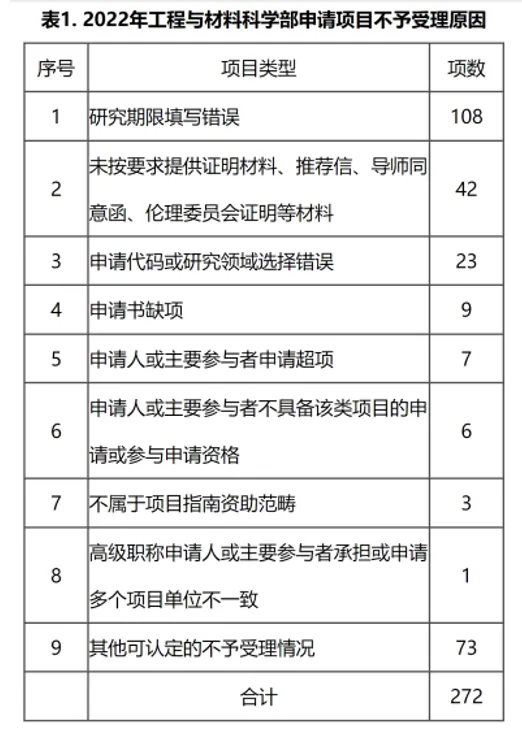 表1. 2022年工程与材料科学部申请项目不予受理原因
序号 项目类型 项数
1 研究期限填写错误 108
2 未按要求提供证明材料、推荐信、导师同
意函、伦理委员会证明等材料 42
3 申请代码或研究领域选择错误 23
4 申请书缺项 9
5 申请人或主要参与者申请超项 7
6 申请人或主要参与者不具备该类项目的申
请或参与申请资格 6
7 不属于项目指南资助范畴 3
8 高级职称申请人或主要参与者承担或申请
多个项目单位不一致 1
9 其他可认定的不予受理情况 73
合计 272